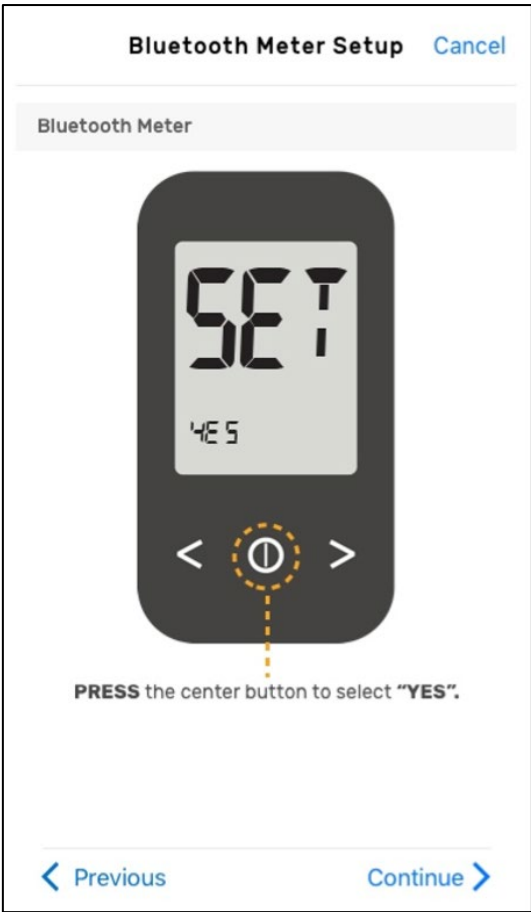 Bluetooth Meter Setup Cancel
Bluetooth Meter
SET
YES
< >
PRESS the center button to select “YES”.
Previous Continue